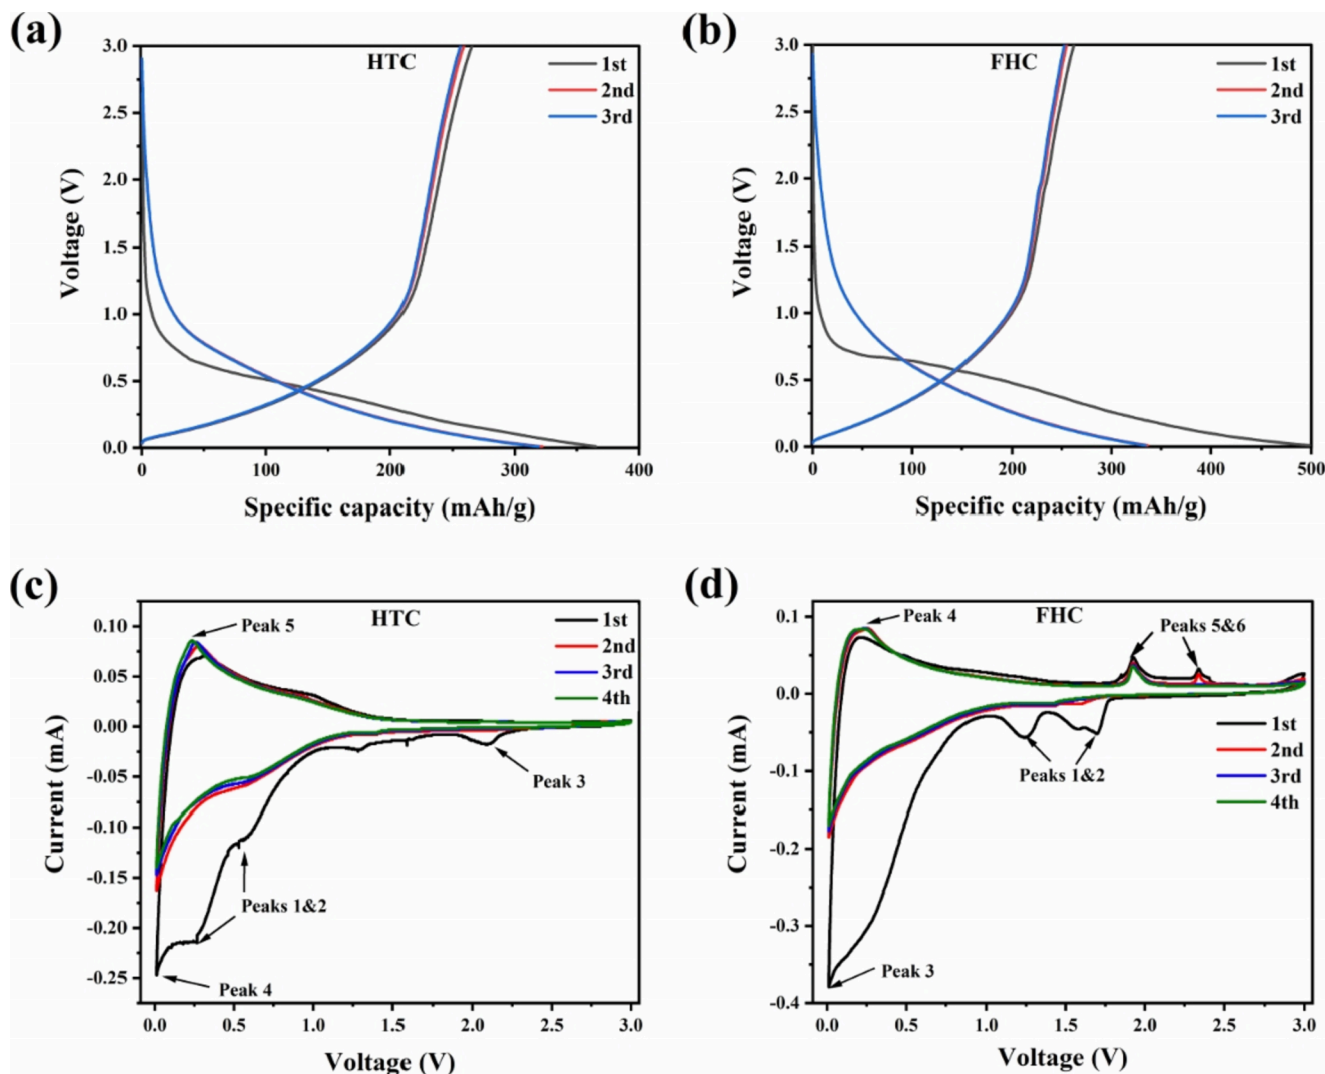 (a)
HTC
1st
2nd
3rd
3.0
2.5
2.0
1.5
1.0
0.5
0.0
Voltage (V)
0 100 200 300 400
Specific capacity (mAh/g)
(b)
FHC
1st
2nd
3rd
3.0
2.5
2.0
1.5
1.0
0.5
0.0
Voltage (V)
0 100 200 300 400 500
Specific capacity (mAh/g)
(c)
HTC
Peak 5
1st
2nd
3rd
4th
Peak 3
Peaks 1&2
Peak 4
0.10
0.05
0.00
-0.05
-0.10
-0.15
-0.20
-0.25
Current (mA)
0.0 0.5 1.0 1.5 2.0 2.5 3.0
Voltage (V)
(d)
FHC
Peak 4
Peaks 5&6
1st
2nd
3rd
4th
Peaks 1&2
Peak 3
0.1
0.0
-0.1
-0.2
-0.3
-0.4
Current (mA)
0.0 0.5 1.0 1.5 2.0 2.5 3.0
Voltage (V)